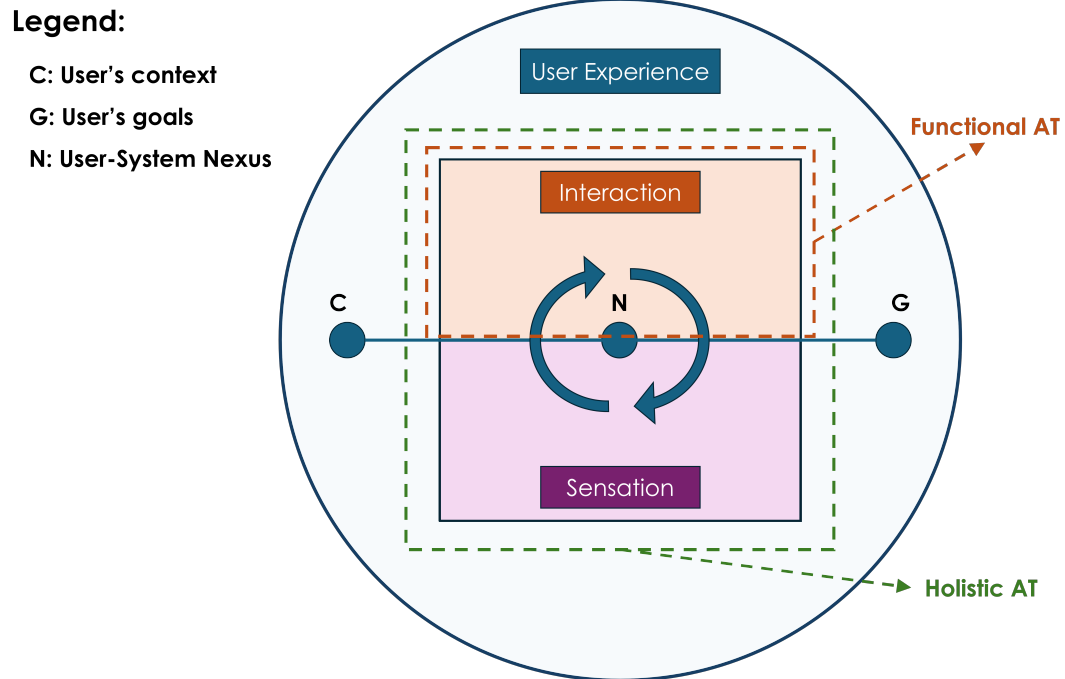 Legend:
C: User’s context
G: User’s goals
N: User-System Nexus
User Experience
Functional AT
Interaction
C
N
G
Sensation
Holistic AT